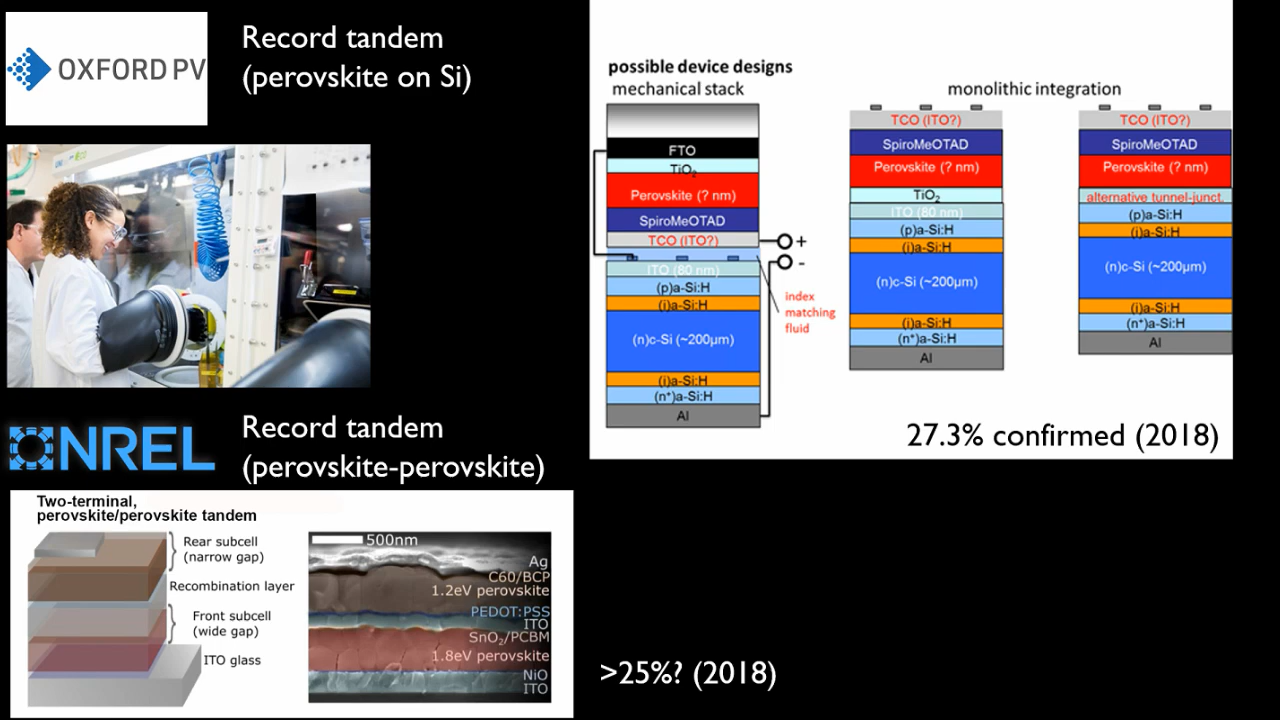 OXFORD PV
Record tandem
(perovskite on Si)
possible device designs
mechanical stack
FTO
TiO₂
Perovskite (? nm)
SpiroMeOTAD
TCO (ITO?)
ITO (80 nm)
(p)a-Si:H
(i)a-Si:H
(n)c-Si (~200µm)
(i)a-Si:H
(n⁺)a-Si:H
Al
+
-
index
matching
fluid
monolithic integration
TCO (ITO?)
SpiroMeOTAD
Perovskite (? nm)
TiO₂
ITO (80 nm)
(p)a-Si:H
(i)a-Si:H
(n)c-Si (~200µm)
(i)a-Si:H
(n⁺)a-Si:H
Al
TCO (ITO?)
SpiroMeOTAD
Perovskite (? nm)
alternative tunnel-junct.
(p)a-Si:H
(i)a-Si:H
(n)c-Si (~200µm)
(i)a-Si:H
(n⁺)a-Si:H
Al
27.3% confirmed (2018)
NREL
Record tandem
(perovskite-perovskite)
Two-terminal,
perovskite/perovskite tandem
Rear subcell
(narrow gap)
Recombination layer
Front subcell
(wide gap)
ITO glass
500nm
Ag
C60/BCP
1.2eV perovskite
PEDOT:PSS
ITO
SnO₂/PCBM
1.8eV perovskite
NiO
ITO
>25%? (2018)